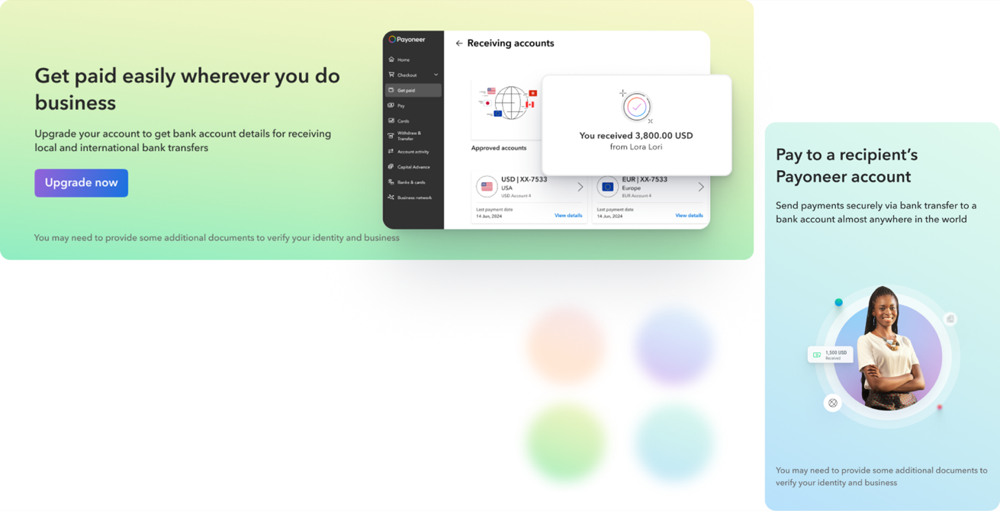 Get paid easily wherever you do
business
Upgrade your account to get bank account details for receiving
local and international bank transfers
Upgrade now
You may need to provide some additional documents to verify your identity and business
Payoneer
Home
Checkout
Get paid
Pay
Cards
Withdraw &
Transfer
Account activity
Capital Advance
Banks & cards
Business network
← Receiving accounts
You received 3,800.00 USD
from Lora Lori
Approved accounts
USD | XX-7533
USA
USD Account 4
Last payment date
14 Jun, 2024
View details
EUR | XX-7533
Europe
EUR Account 4
Last payment date
14 Jun, 2024
View details
Pay to a recipient’s
Payoneer account
Send payments securely via bank transfer to a
bank account almost anywhere in the world
1,500 USD
Received
You may need to provide some additional documents to
verify your identity and business